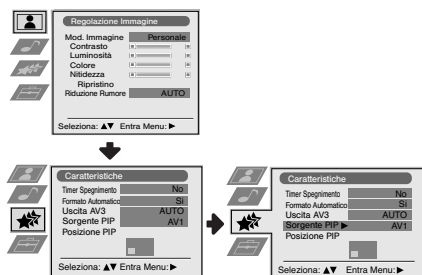 Regolazione Immagine
Mod. Immagine Personale
Contrasto
Luminosità
Colore
Nitidezza
Ripristino
Riduzione Rumore AUTO
Seleziona: ▲▼ Entra Menu: ▶
Caratteristiche
Timer Spegnimento No
Formato Automatico Si
Uscita AV3 AUTO
Sorgente PIP AV1
Posizione PIP
Seleziona: ▲▼ Entra Menu: ▶
Caratteristiche
Timer Spegnimento No
Formato Automatico Si
Uscita AV3 AUTO
Sorgente PIP ▶ AV1
Posizione PIP
Seleziona: ▲▼ Entra Menu: ▶